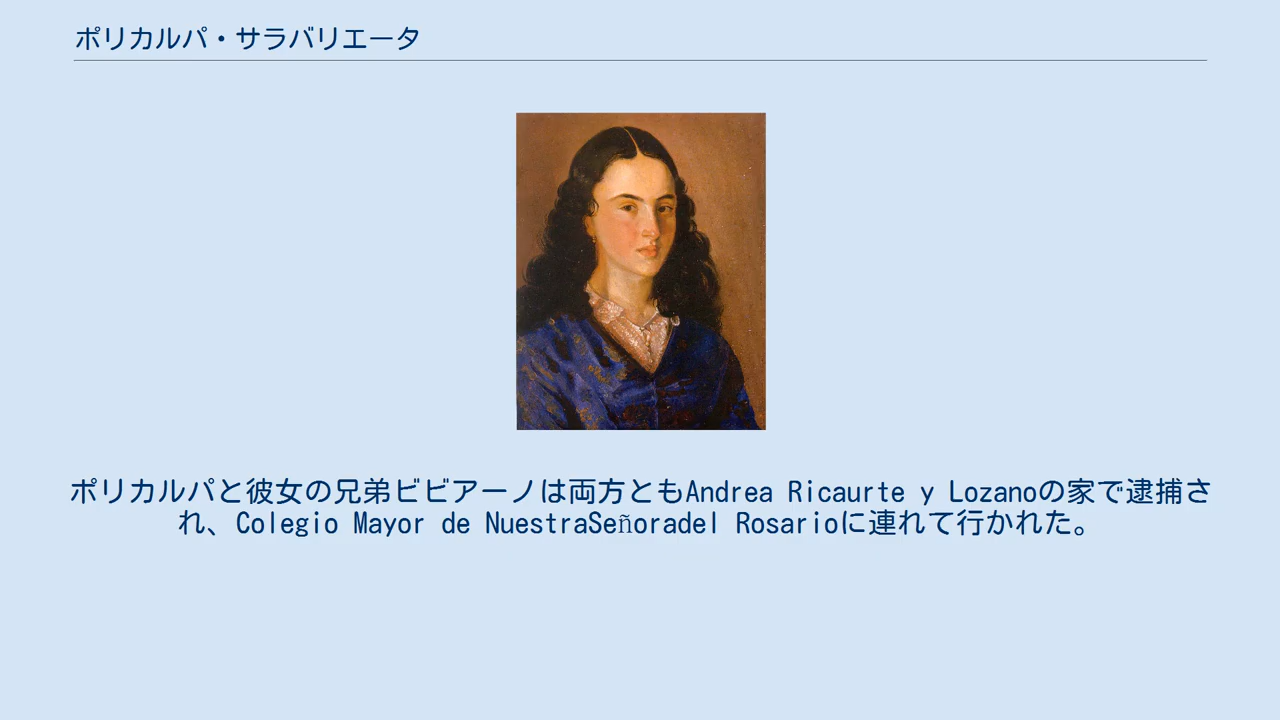 ポリカルパ・サラバリエータ
ポリカルパと彼女の兄弟ビビアーノは両方ともAndrea Ricaurte y Lozanoの家で逮捕さ
れ、Colegio Mayor de NuestraSeñoradel Rosarioに連れて行かれた。